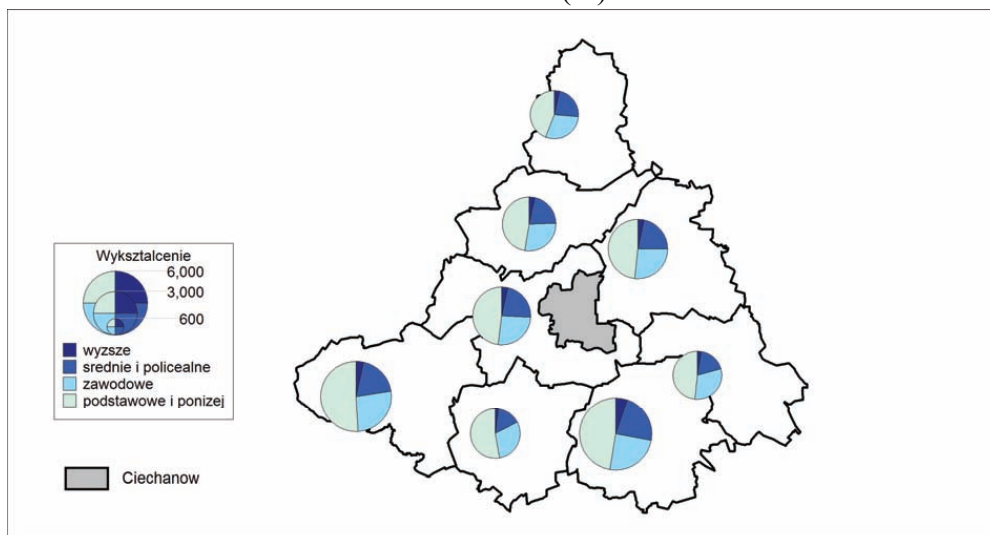 Wyksztalcenie
6,000
3,000
600
wyzsze
srednie i policealne
zawodowe
podstawowe i ponizej
Ciechanow